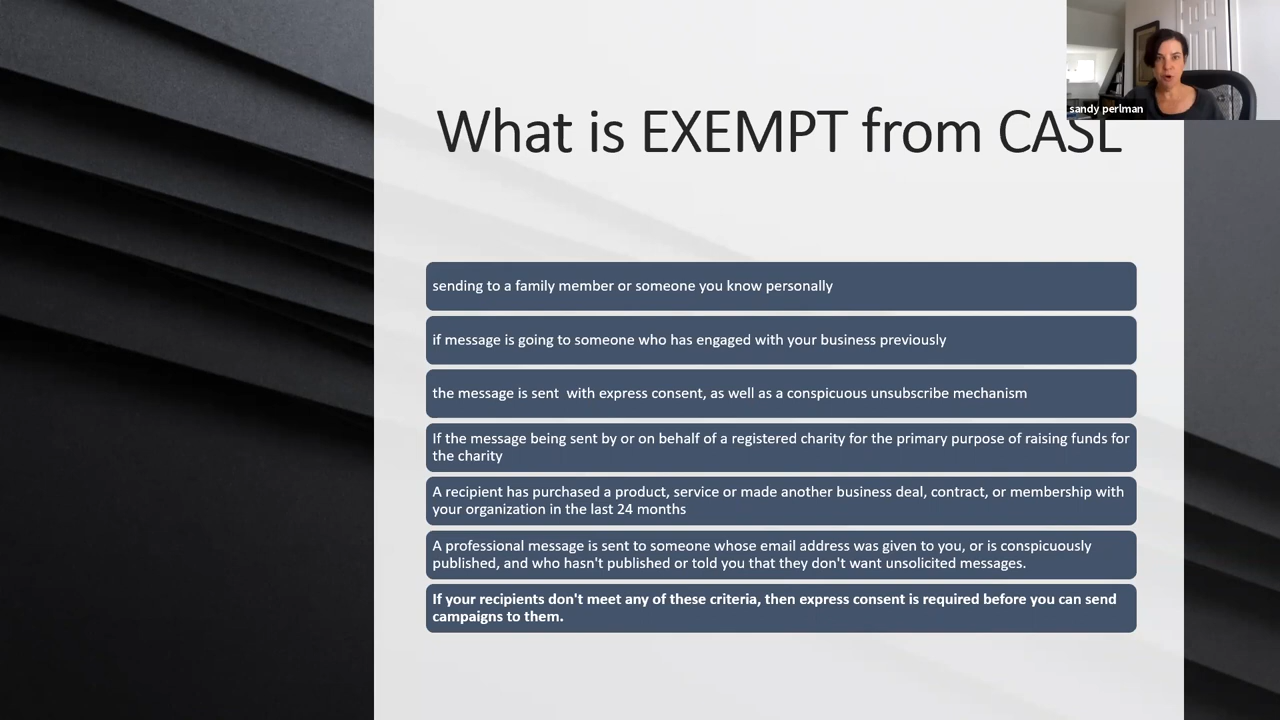 sandy perlman
What is EXEMPT from CASL
sending to a family member or someone you know personally
if message is going to someone who has engaged with your business previously
the message is sent  with express consent, as well as a conspicuous unsubscribe mechanism
If the message being sent by or on behalf of a registered charity for the primary purpose of raising funds for
the charity
A recipient has purchased a product, service or made another business deal, contract, or membership with
your organization in the last 24 months
A professional message is sent to someone whose email address was given to you, or is conspicuously
published, and who hasn't published or told you that they don't want unsolicited messages.
If your recipients don't meet any of these criteria, then express consent is required before you can send
campaigns to them.